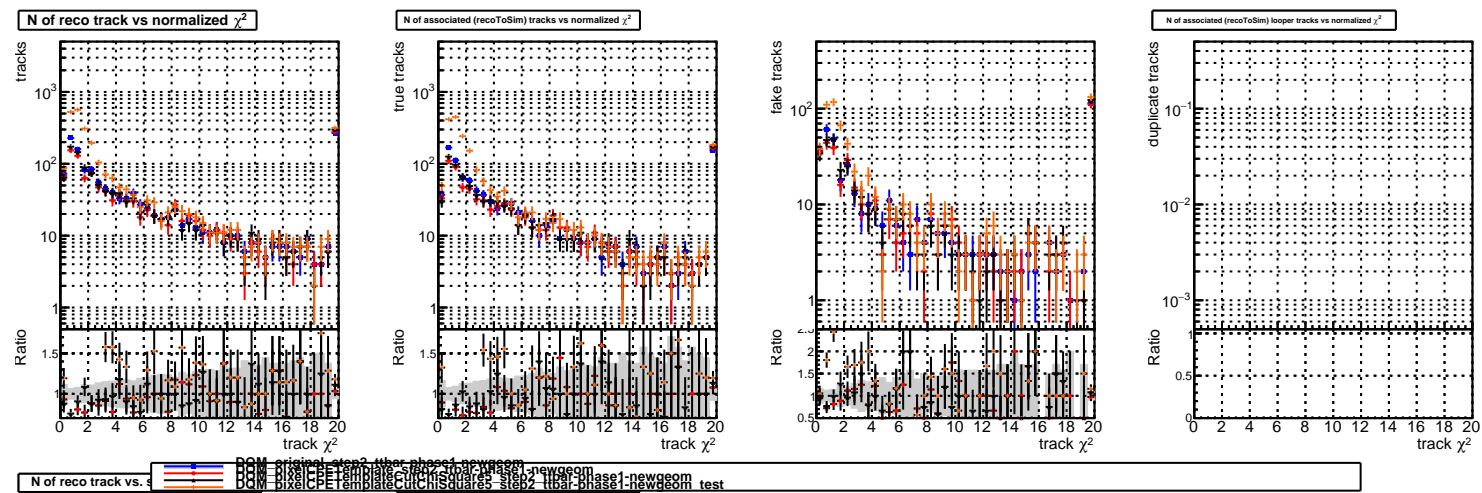 N of reco track vs normalized χ²
N of associated (recoToSim) tracks vs normalized χ²
N of associated (recoToSim) looper tracks vs normalized χ²
tracks
10³
10²
10
1
Ratio
1.5
0 2 4 6 8 10 12 14 16 18 20
track χ²
true tracks
10³
10²
10
1
Ratio
1.5
0 2 4 6 8 10 12 14 16 18 20
track χ²
fake tracks
10²
10
1
Ratio
2.5
2
1.5
1
0.5
0 2 4 6 8 10 12 14 16 18 20
track χ²
duplicate tracks
10⁻¹
10⁻²
10⁻³
Ratio
1
0.5
0
0 2 4 6 8 10 12 14 16 18 20
track χ²
N of reco track vs.
DQM_original_step2_ttbar-phase1-newgeom
DQM_pixelCPETemplate_step2_ttbar-phase1-newgeom
DQM_pixelCPETemplateCutChiSquare5_step2_ttbar-phase1-newgeom
DQM_pixelCPETemplateCutChiSquare5_step2_ttbar-phase1-newgeom_test